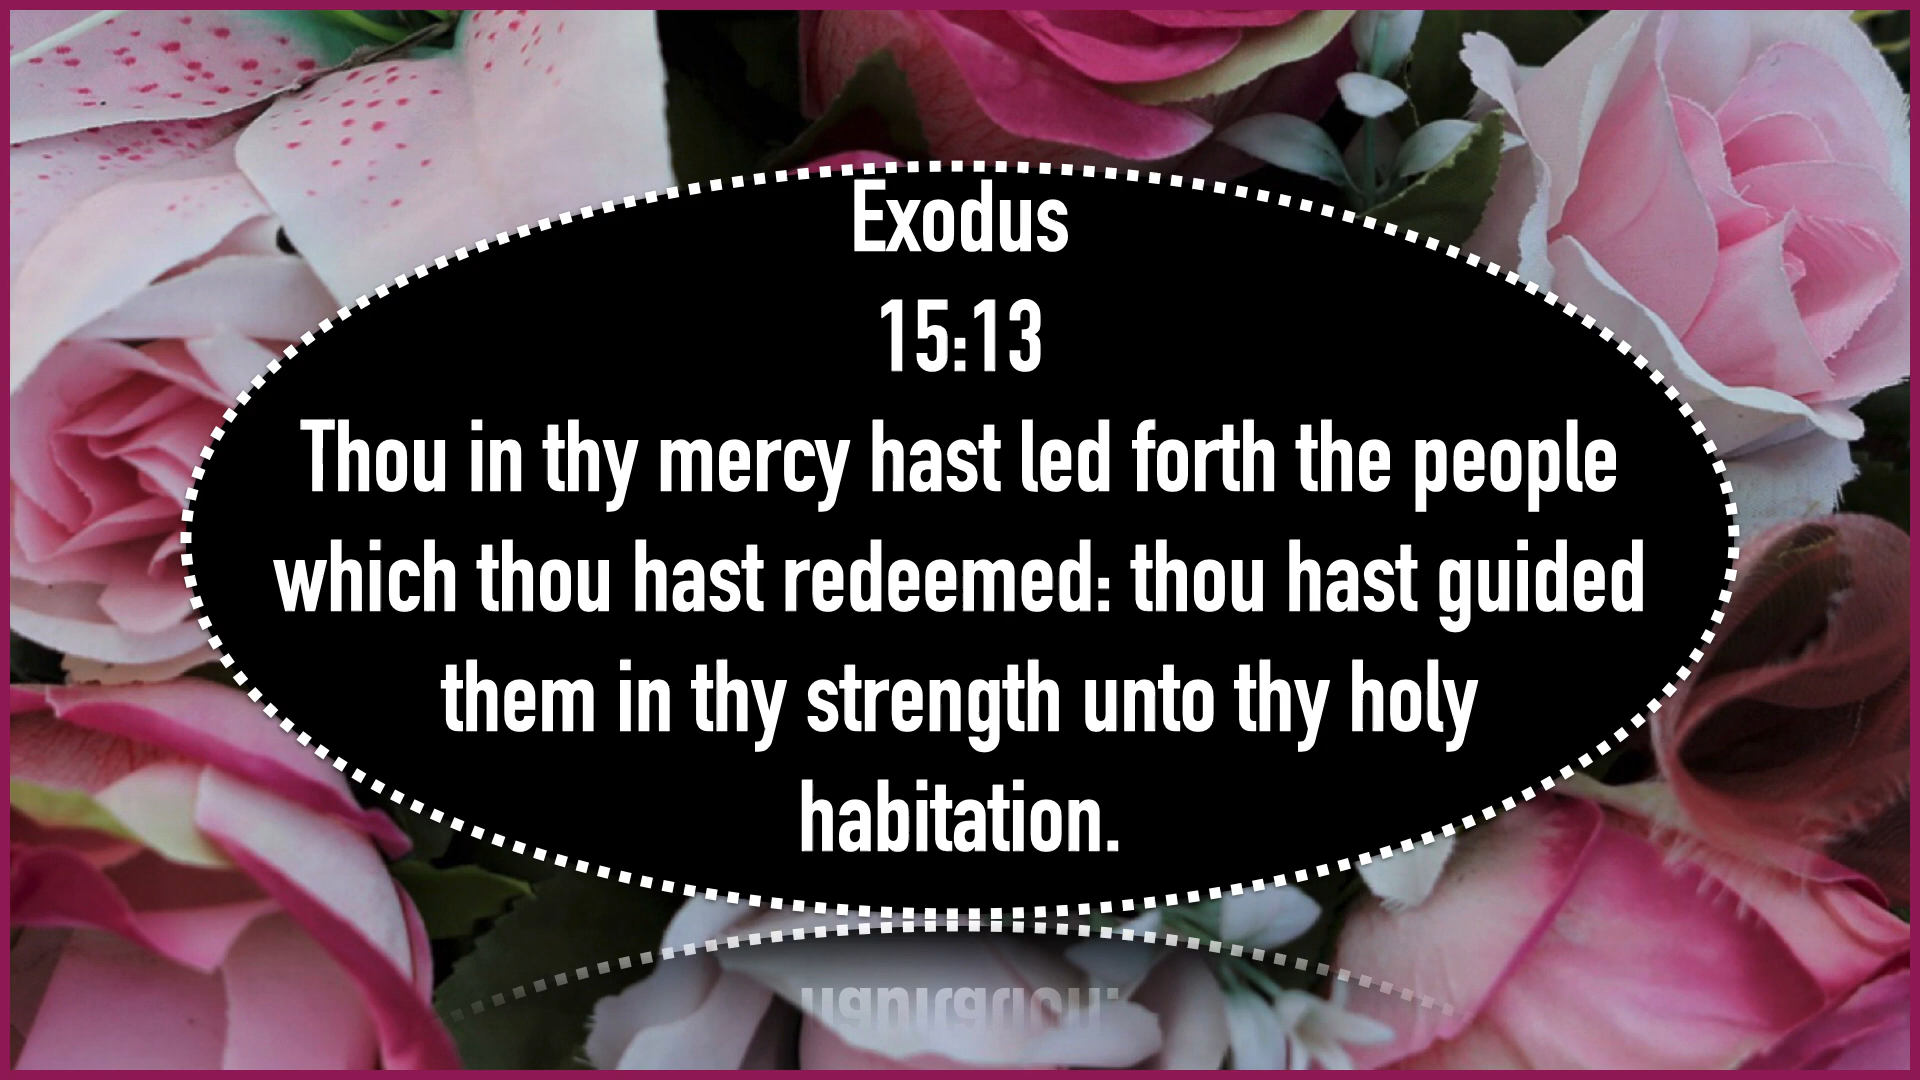 Exodus
15:13
Thou in thy mercy hast led forth the people
which thou hast redeemed: thou hast guided
them in thy strength unto thy holy
habitation.